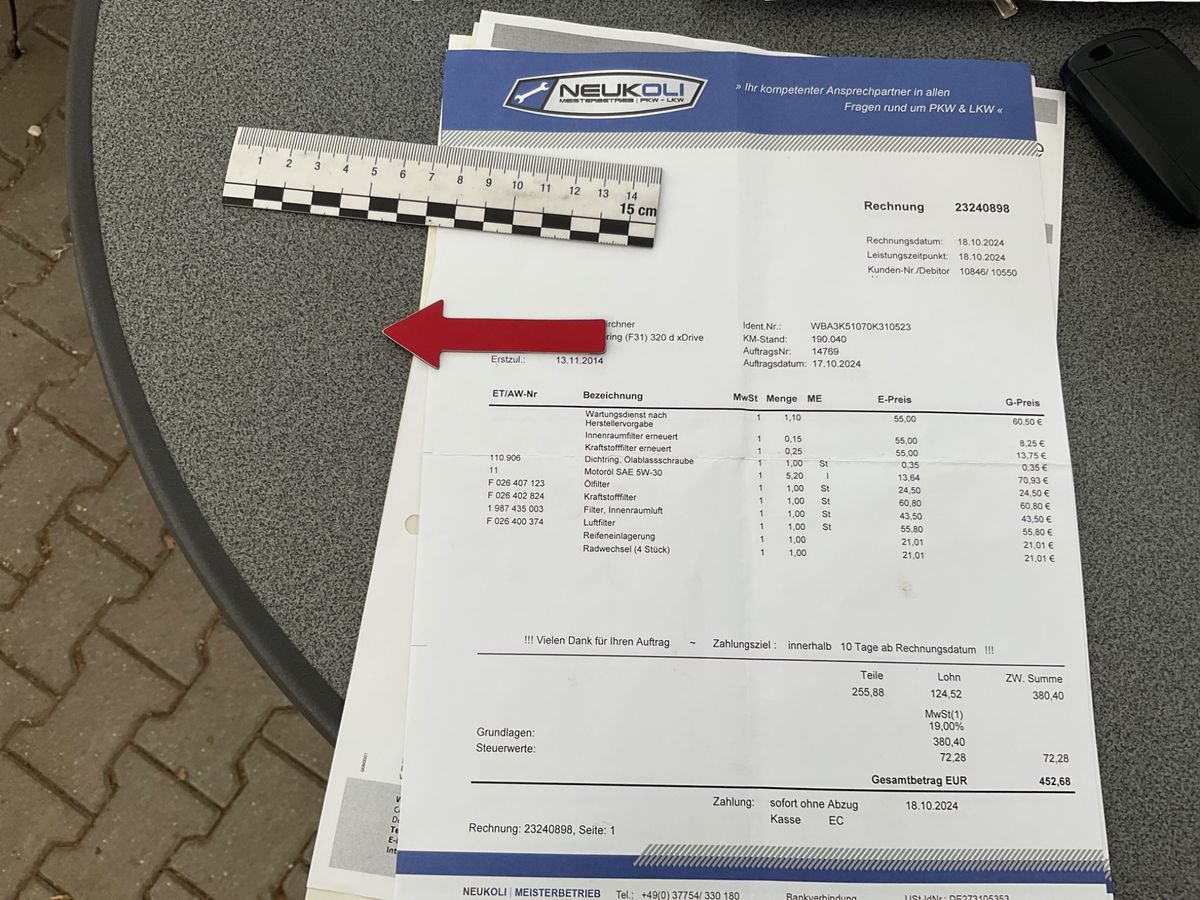 NEUKOLI
MEISTERBETRIEB | PKW - LKW
» Ihr kompetenter Ansprechpartner in allen
Fragen rund um PKW & LKW «
1 2 3 4 5 6 7 8 9 10 11 12 13 14
15 cm
Rechnung 23240898
Rechnungsdatum: 18.10.2024
Leistungszeitpunkt: 18.10.2024
Kunden-Nr./Debitor 10846/ 10550
irchner
ring (F31) 320 d xDrive
Erstzul.: 13.11.2014
Ident.Nr.: WBA3K51070K310523
KM-Stand: 190.040
AuftragsNr: 14769
Auftragsdatum: 17.10.2024
ET/AW-Nr Bezeichnung MwSt Menge ME E-Preis G-Preis
Wartungsdienst nach
Herstellervorgabe 1 1,10 55,00 60,50 €
Innenraumfilter erneuert 1 0,15 55,00 8,25 €
Kraftstofffilter erneuert 1 0,25 55,00 13,75 €
110.906 Dichtring, Ölablassschraube 1 1,00 St 0,35 0,35 €
11 Motoröl SAE 5W-30 1 5,20 l 13,64 70,93 €
F 026 407 123 Ölfilter 1 1,00 St 24,50 24,50 €
F 026 402 824 Kraftstofffilter 1 1,00 St 60,80 60,80 €
1 987 435 003 Filter, Innenraumluft 1 1,00 St 43,50 43,50 €
F 026 400 374 Luftfilter 1 1,00 St 55,80 55,80 €
Reifeneinlagerung 1 1,00 21,01 21,01 €
Radwechsel (4 Stück) 1 1,00 21,01 21,01 €
!!! Vielen Dank für Ihren Auftrag ~ Zahlungsziel : innerhalb 10 Tage ab Rechnungsdatum !!!
Teile Lohn ZW. Summe
255,88 124,52 380,40
MwSt(1)
19,00%
Grundlagen: 380,40
Steuerwerte: 72,28 72,28
Gesamtbetrag EUR 452,68
Zahlung: sofort ohne Abzug 18.10.2024
Kasse EC
Rechnung: 23240898, Seite: 1
NEUKOLI | MEISTERBETRIEB Tel.: +49(0) 37754/ 330 180 Bankverbindung USt-IdNr.: DE273105353